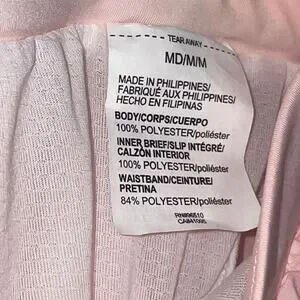 TEAR AWAY
MD/M/M
MADE IN PHILIPPINES/
FABRIQUÉ AUX PHILIPPINES/
HECHO EN FILIPINAS
BODY/CORPS/CUERPO
100% POLYESTER/poliéster
INNER BRIEF/SLIP INTÉGRÉ/
CALZÓN INTERIOR
100% POLYESTER/poliéster
WAISTBAND/CEINTURE/
PRETINA
84% POLYESTER/poliéster